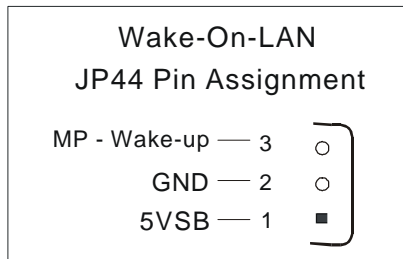 Wake-On-LAN
JP44 Pin Assignment
MP - Wake-up — 3
GND — 2
5VSB — 1